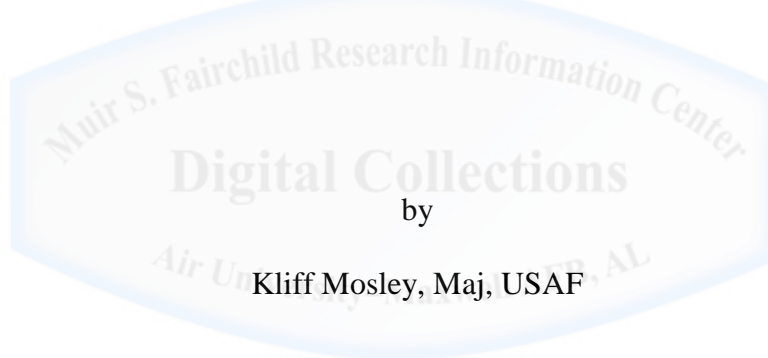 Muir S. Fairchild Research Information Center
Digital Collections
by
Air University-Maxwell AFB, AL
Kliff Mosley, Maj, USAF